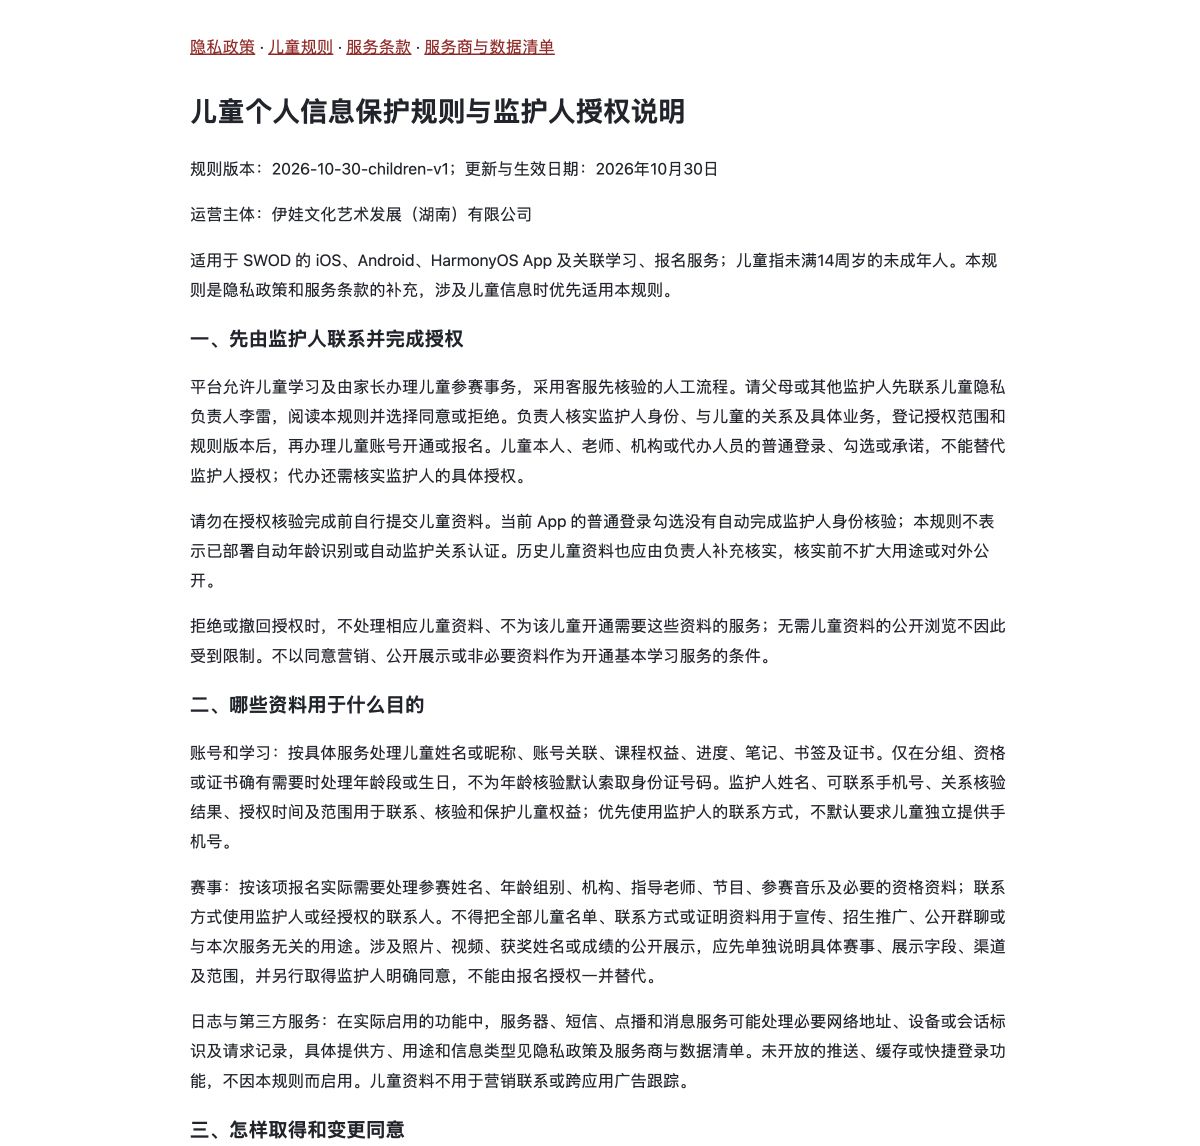 隐私政策 · 儿童规则 · 服务条款 · 服务商与数据清单
儿童个人信息保护规则与监护人授权说明
规则版本：2026-10-30-children-v1；更新与生效日期：2026年10月30日
运营主体：伊娃文化艺术发展（湖南）有限公司
适用于 SWOD 的 iOS、Android、HarmonyOS App 及关联学习、报名服务；儿童指未满14周岁的未成年人。本规
则是隐私政策和服务条款的补充，涉及儿童信息时优先适用本规则。
一、先由监护人联系并完成授权
平台允许儿童学习及由家长办理儿童参赛事务，采用客服先核验的人工流程。请父母或其他监护人先联系儿童隐私
负责人李雷，阅读本规则并选择同意或拒绝。负责人核实监护人身份、与儿童的关系及具体业务，登记授权范围和
规则版本后，再办理儿童账号开通或报名。儿童本人、老师、机构或代办人员的普通登录、勾选或承诺，不能替代
监护人授权；代办还需核实监护人的具体授权。
请勿在授权核验完成前自行提交儿童资料。当前 App 的普通登录勾选没有自动完成监护人身份核验；本规则不表
示已部署自动年龄识别或自动监护关系认证。历史儿童资料也应由负责人补充核实，核实前不扩大用途或对外公
开。
拒绝或撤回授权时，不处理相应儿童资料、不为该儿童开通需要这些资料的服务；无需儿童资料的公开浏览不因此
受到限制。不以同意营销、公开展示或非必要资料作为开通基本学习服务的条件。
二、哪些资料用于什么目的
账号和学习：按具体服务处理儿童姓名或昵称、账号关联、课程权益、进度、笔记、书签及证书。仅在分组、资格
或证书确有需要时处理年龄段或生日，不为年龄核验默认索取身份证号码。监护人姓名、可联系手机号、关系核验
结果、授权时间及范围用于联系、核验和保护儿童权益；优先使用监护人的联系方式，不默认要求儿童独立提供手
机号。
赛事：按该项报名实际需要处理参赛姓名、年龄组别、机构、指导老师、节目、参赛音乐及必要的资格资料；联系
方式使用监护人或经授权的联系人。不得把全部儿童名单、联系方式或证明资料用于宣传、招生推广、公开群聊或
与本次服务无关的用途。涉及照片、视频、获奖姓名或成绩的公开展示，应先单独说明具体赛事、展示字段、渠道
及范围，并另行取得监护人明确同意，不能由报名授权一并替代。
日志与第三方服务：在实际启用的功能中，服务器、短信、点播和消息服务可能处理必要网络地址、设备或会话标
识及请求记录，具体提供方、用途和信息类型见隐私政策及服务商与数据清单。未开放的推送、缓存或快捷登录功
能，不因本规则而启用。儿童资料不用于营销联系或跨应用广告跟踪。
三、怎样取得和变更同意